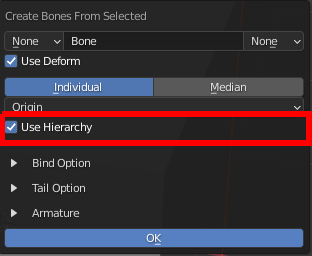 Create Bones From Selected
None Bone None
Use Deform
Individual Median
Origin
Use Hierarchy
Bind Option
Tail Option
Armature
OK